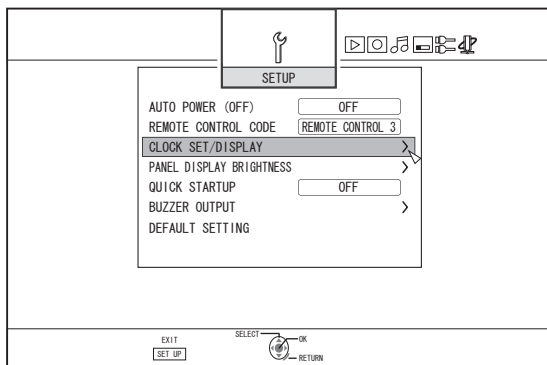 SETUP
AUTO POWER (OFF) OFF
REMOTE CONTROL CODE REMOTE CONTROL 3
CLOCK SET/DISPLAY
PANEL DISPLAY BRIGHTNESS
QUICK STARTUP OFF
BUZZER OUTPUT
DEFAULT SETTING
EXIT
SET UP
SELECT
OK
RETURN